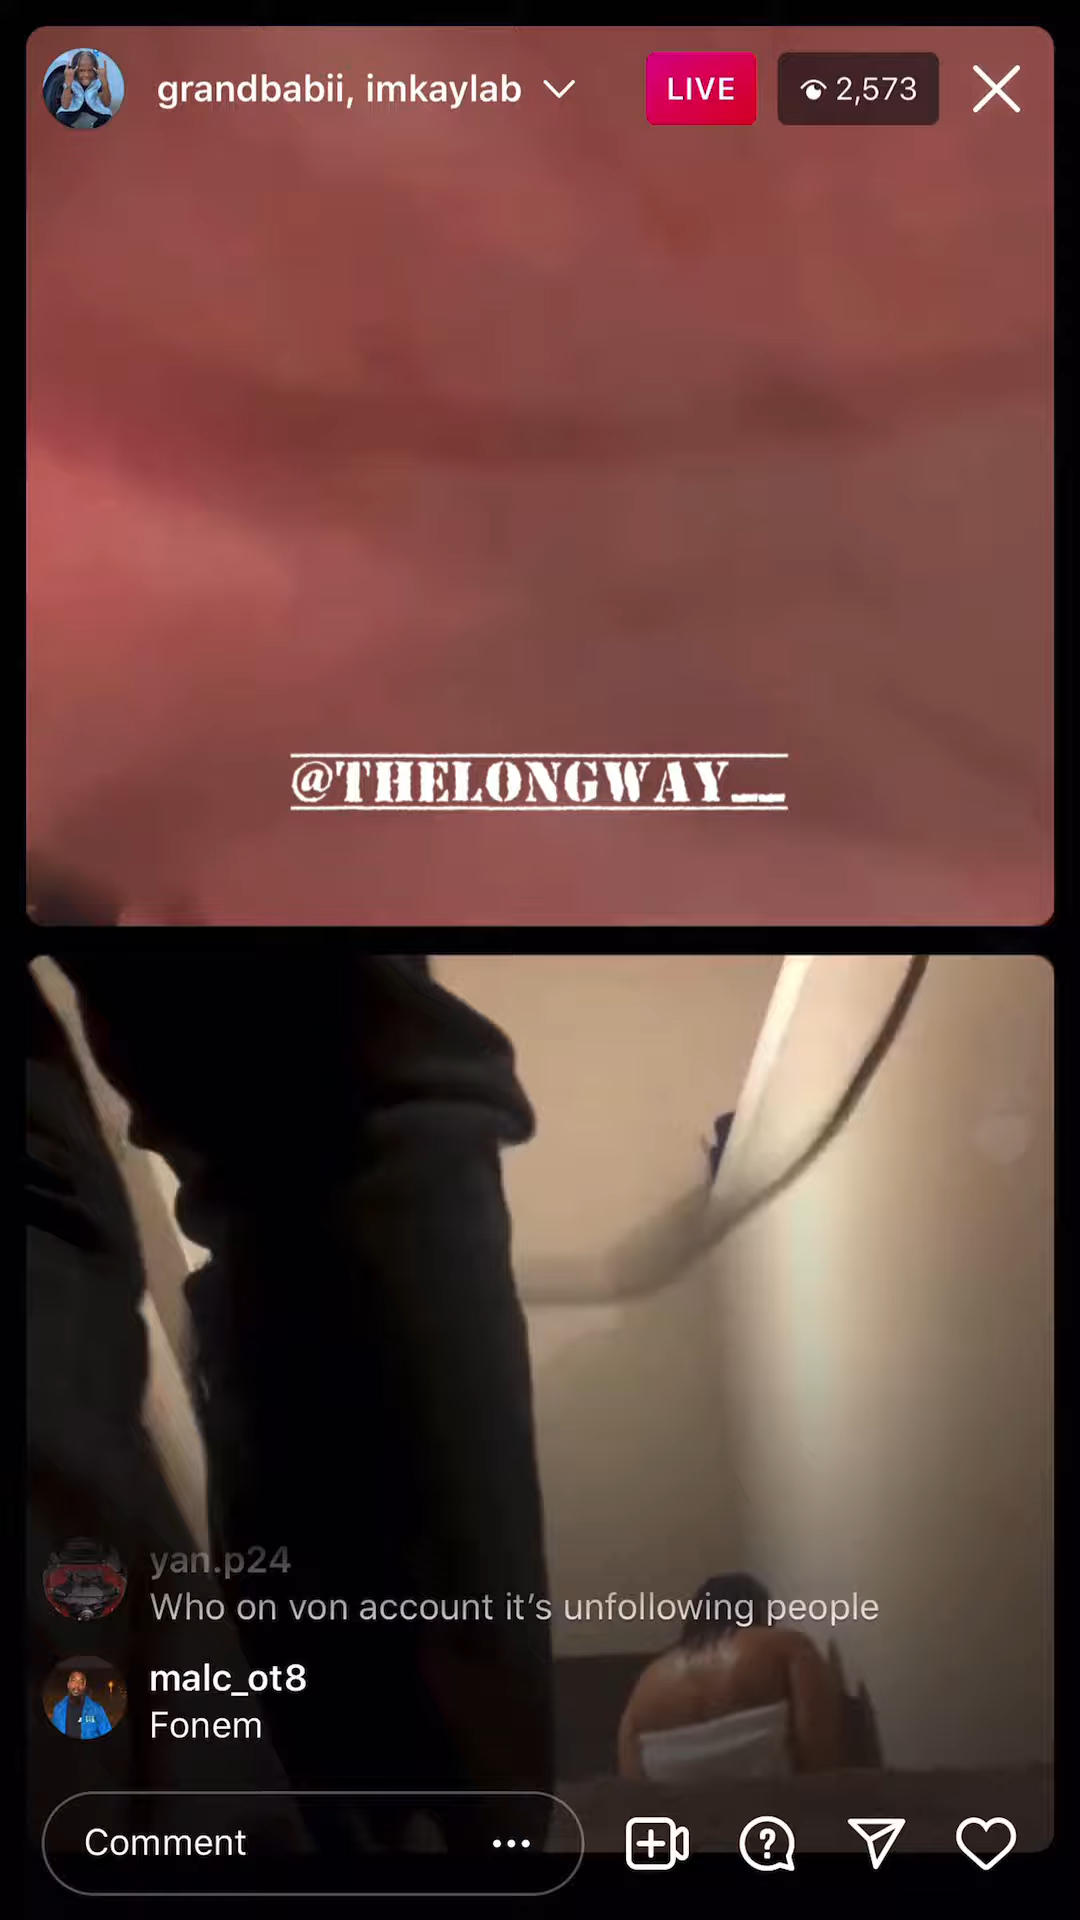 grandbabii, imkaylab
LIVE
2,573
@THELONGWAY__
yan.p24
Who on von account it’s unfollowing people
malc_ot8
Fonem
Comment